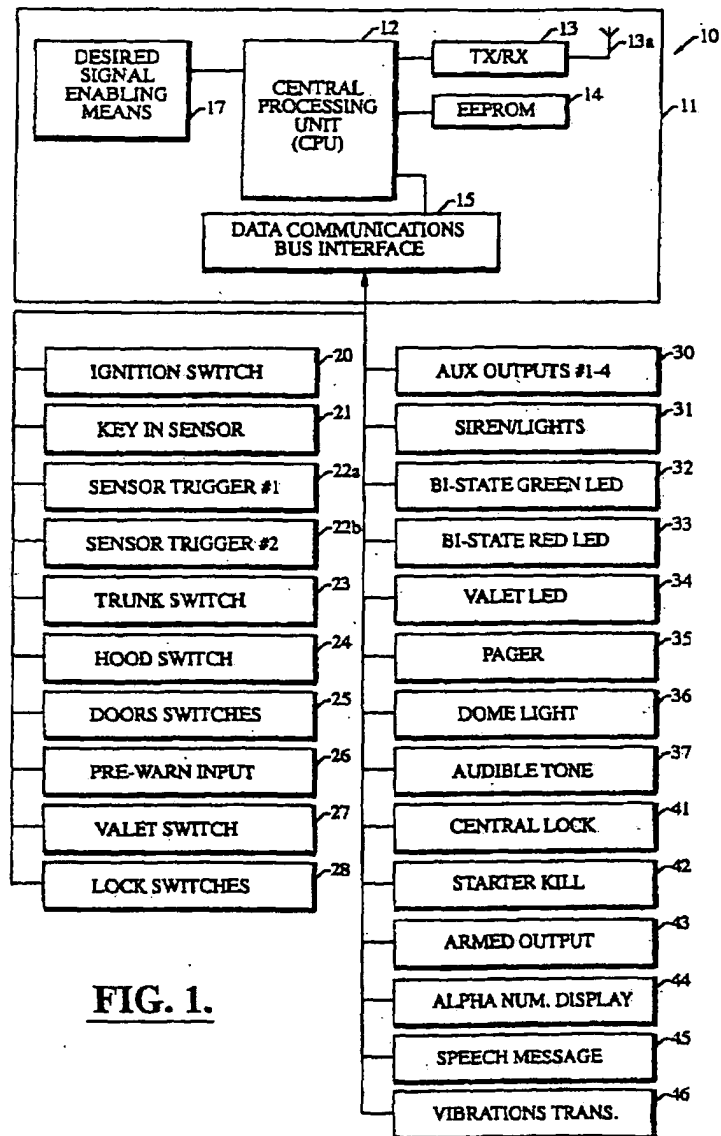 12
13
13a
10
DESIRED
SIGNAL
ENABLING
MEANS
17
CENTRAL
PROCESSING
UNIT
(CPU)
TX/RX
EEPROM
14
11
15
DATA COMMUNICATIONS
BUS INTERFACE
IGNITION SWITCH
20
KEY IN SENSOR
21
SENSOR TRIGGER #1
22a
SENSOR TRIGGER #2
22b
TRUNK SWITCH
23
HOOD SWITCH
24
DOORS SWITCHES
25
PRE-WARN INPUT
26
VALET SWITCH
27
LOCK SWITCHES
28
AUX OUTPUTS #1-4
30
SIREN/LIGHTS
31
BI-STATE GREEN LED
32
BI-STATE RED LED
33
VALET LED
34
PAGER
35
DOME LIGHT
36
AUDIBLE TONE
37
CENTRAL LOCK
41
STARTER KILL
42
ARMED OUTPUT
43
ALPHA NUM. DISPLAY
44
SPEECH MESSAGE
45
VIBRATIONS TRANS.
46
FIG. 1.